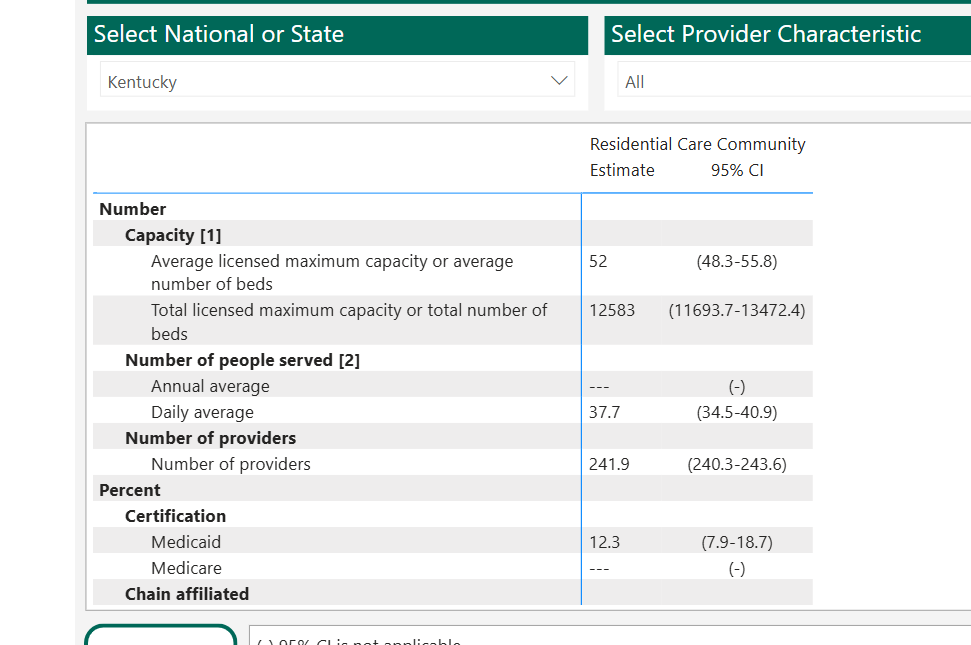 Select National or State
Select Provider Characteristic
Kentucky
All
Residential Care Community
Estimate 95% CI
Number
Capacity [1]
Average licensed maximum capacity or average
number of beds
52 (48.3-55.8)
Total licensed maximum capacity or total number of
beds
12583 (11693.7-13472.4)
Number of people served [2]
Annual average --- (-)
Daily average 37.7 (34.5-40.9)
Number of providers
Number of providers 241.9 (240.3-243.6)
Percent
Certification
Medicaid 12.3 (7.9-18.7)
Medicare --- (-)
Chain affiliated
(-) 95% CI is not applicable